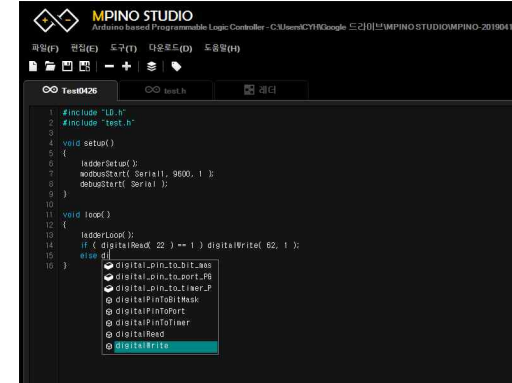 MPINO STUDIO
Arduino based Programmable Logic Controller - C:\Users\CYH\Google 드라이브\MPINO STUDIO\MPINO-201904
파일(F) 편집(E) 도구(T) 다운로드(D) 도움말(H)
Test0426 test.h 레더
1 #include "LD.h"
2 #include "test.h"
3
4 void setup()
5 {
6 ladderSetup();
7 modbusStart( Serial1, 9600, 1 );
8 debugStart( Serial );
9 }
10
11 void loop()
12 {
13 ladderLoop();
14 if ( digitalRead( 22 ) == 1 ) digitalWrite( 62, 1 );
15 else di
16 }
digital_pin_to_bit_mas
digital_pin_to_port_PG
digital_pin_to_timer_P
digitalPinToBitMask
digitalPinToPort
digitalPinToTimer
digitalRead
digitalWrite